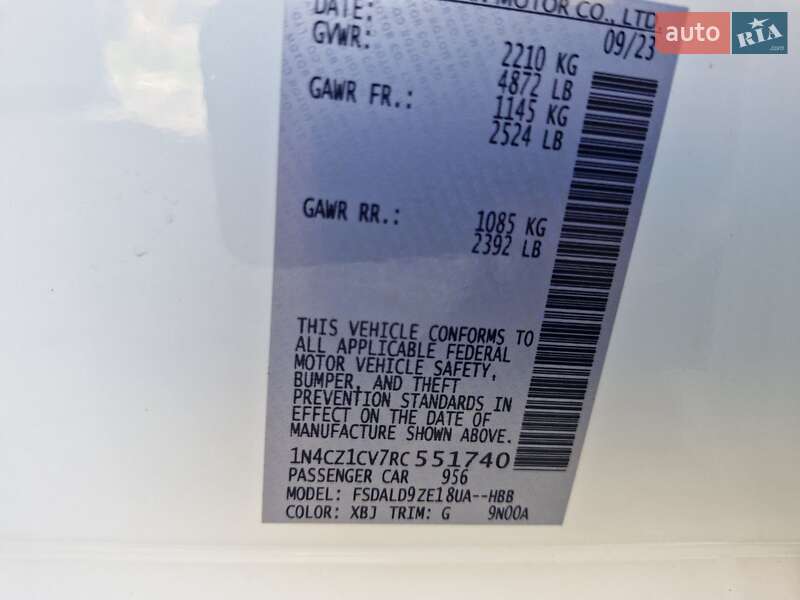 MOTOR CO., LTD.
DATE: 09/23
GVWR: 2210 KG
4872 LB
GAWR FR.: 1145 KG
2524 LB
GAWR RR.: 1085 KG
2392 LB
THIS VEHICLE CONFORMS TO
ALL APPLICABLE FEDERAL
MOTOR VEHICLE SAFETY,
BUMPER, AND THEFT
PREVENTION STANDARDS IN
EFFECT ON THE DATE OF
MANUFACTURE SHOWN ABOVE.
1N4CZ1CV7RC551740
PASSENGER CAR 956
MODEL: FSDALD9ZE18UA--HBB
COLOR: XBJ TRIM: G 9N00A
auto RIA.com